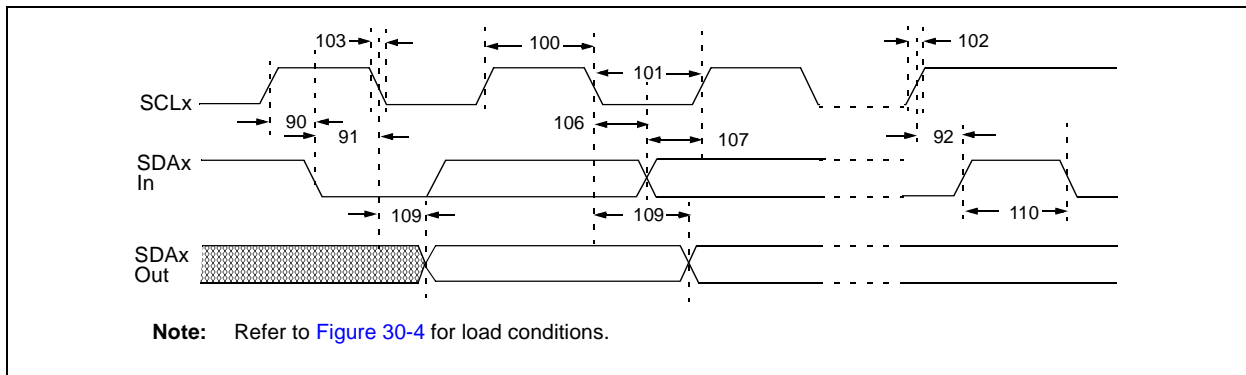 103
100
102
101
SCLx
90
91
106
107
92
SDAx
In
109
109
110
SDAx
Out
Note: Refer to Figure 30-4 for load conditions.